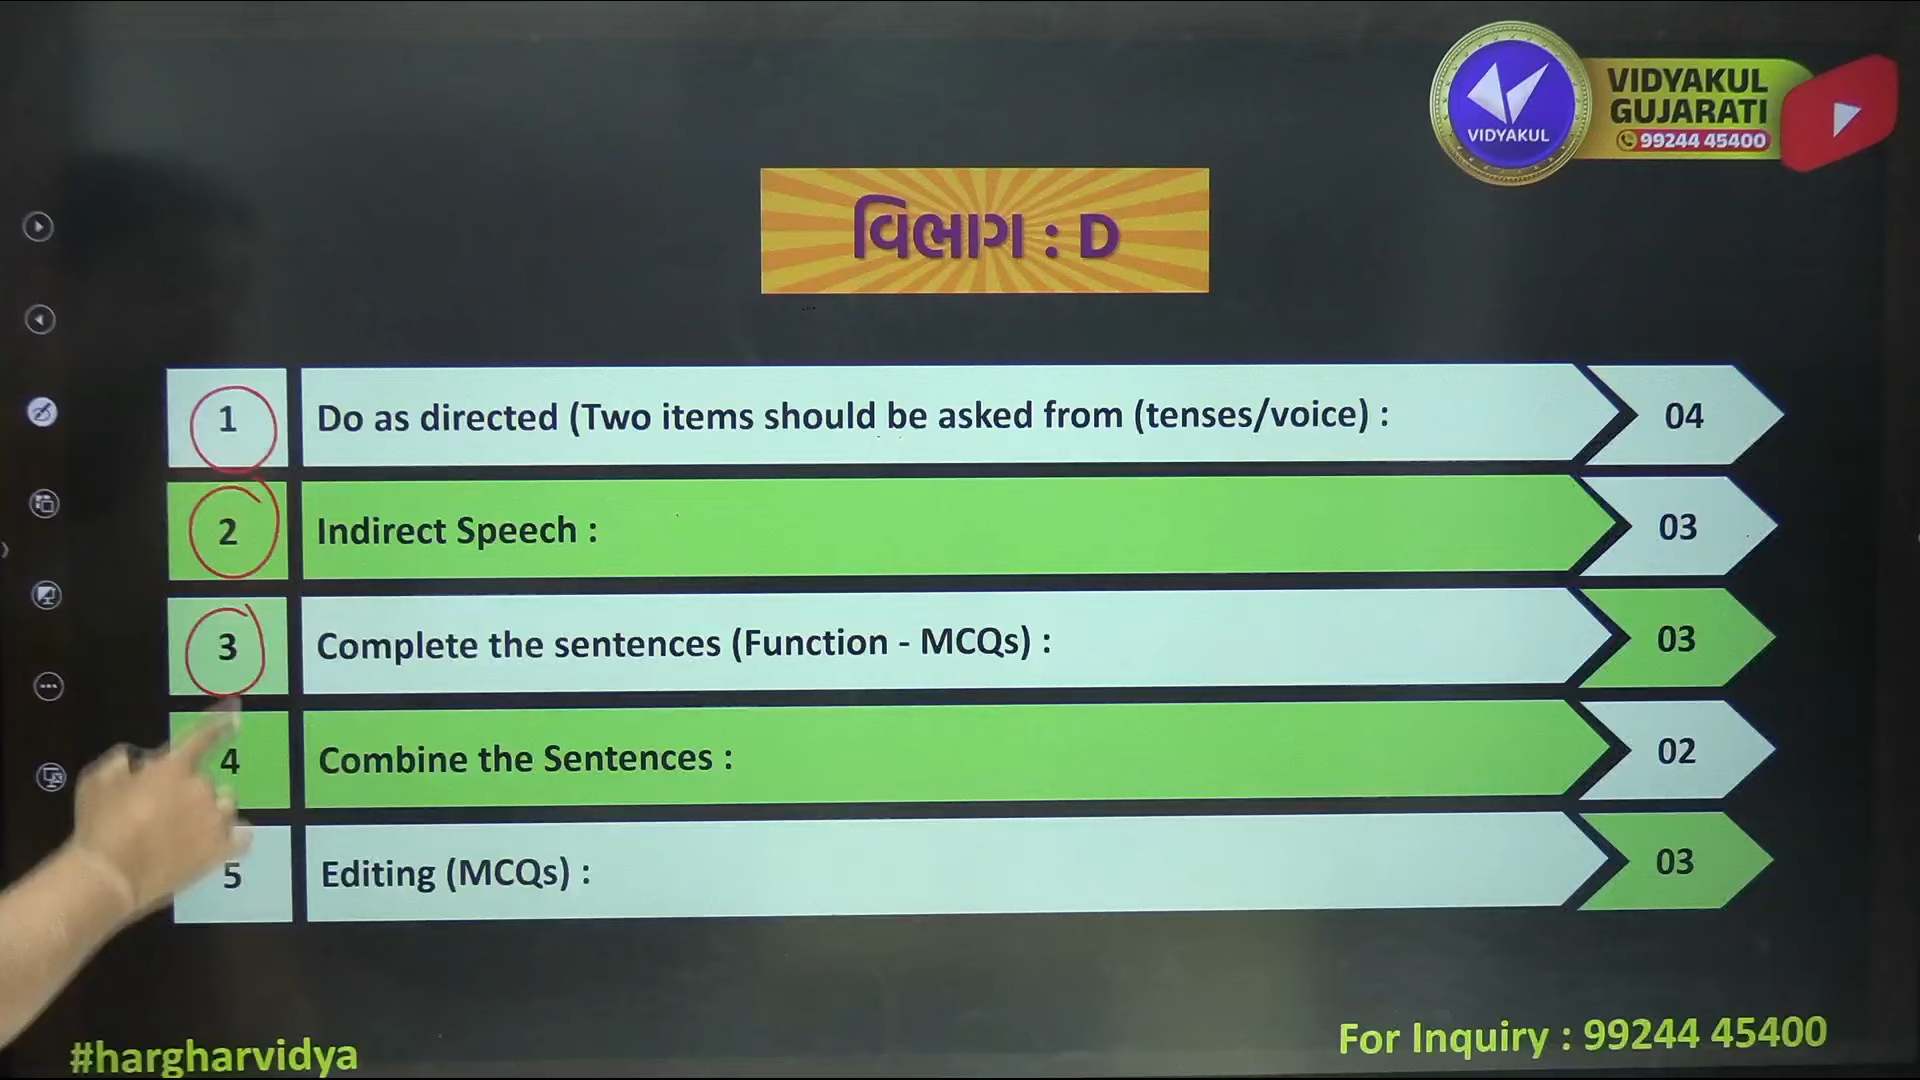 VIDYAKUL
VIDYAKUL
GUJARATI
99244 45400
વિભાગ : D
1 Do as directed (Two items should be asked from (tenses/voice) : 04
2 Indirect Speech : 03
3 Complete the sentences (Function - MCQs) : 03
4 Combine the Sentences : 02
5 Editing (MCQs) : 03
#hargharvidya
For Inquiry : 99244 45400